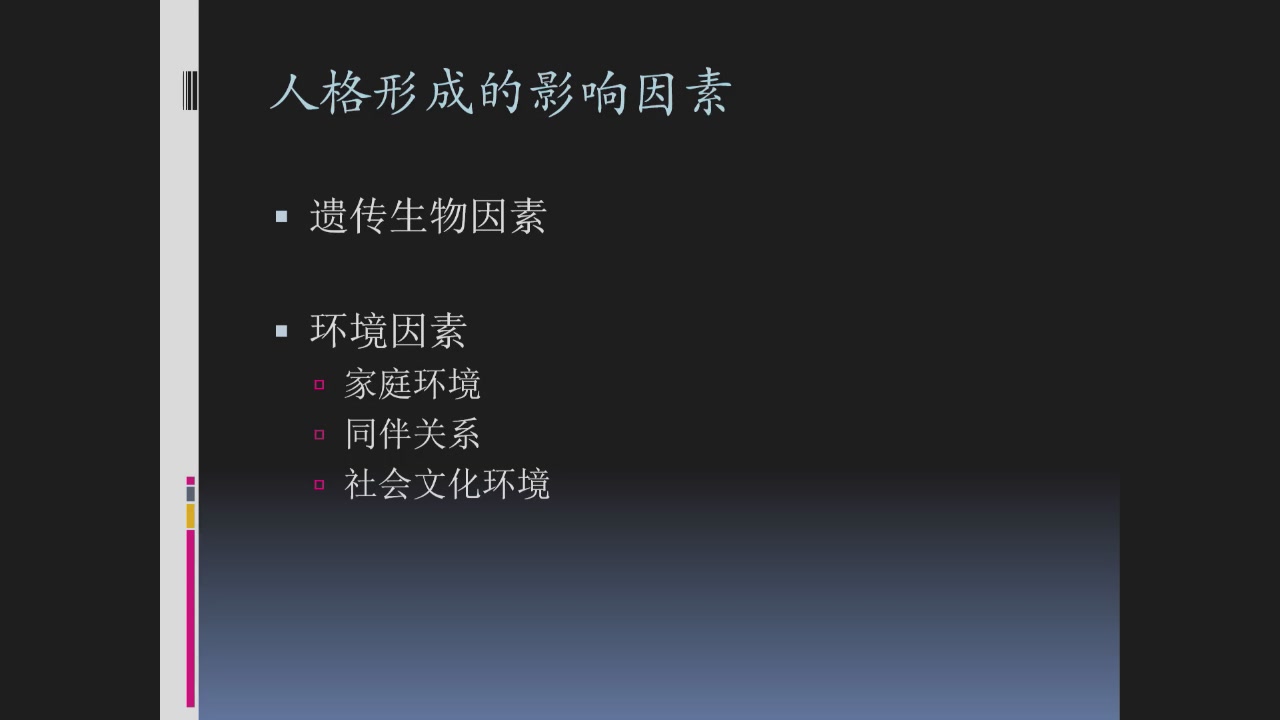 人格形成的影响因素
遗传生物因素
环境因素
家庭环境
同伴关系
社会文化环境